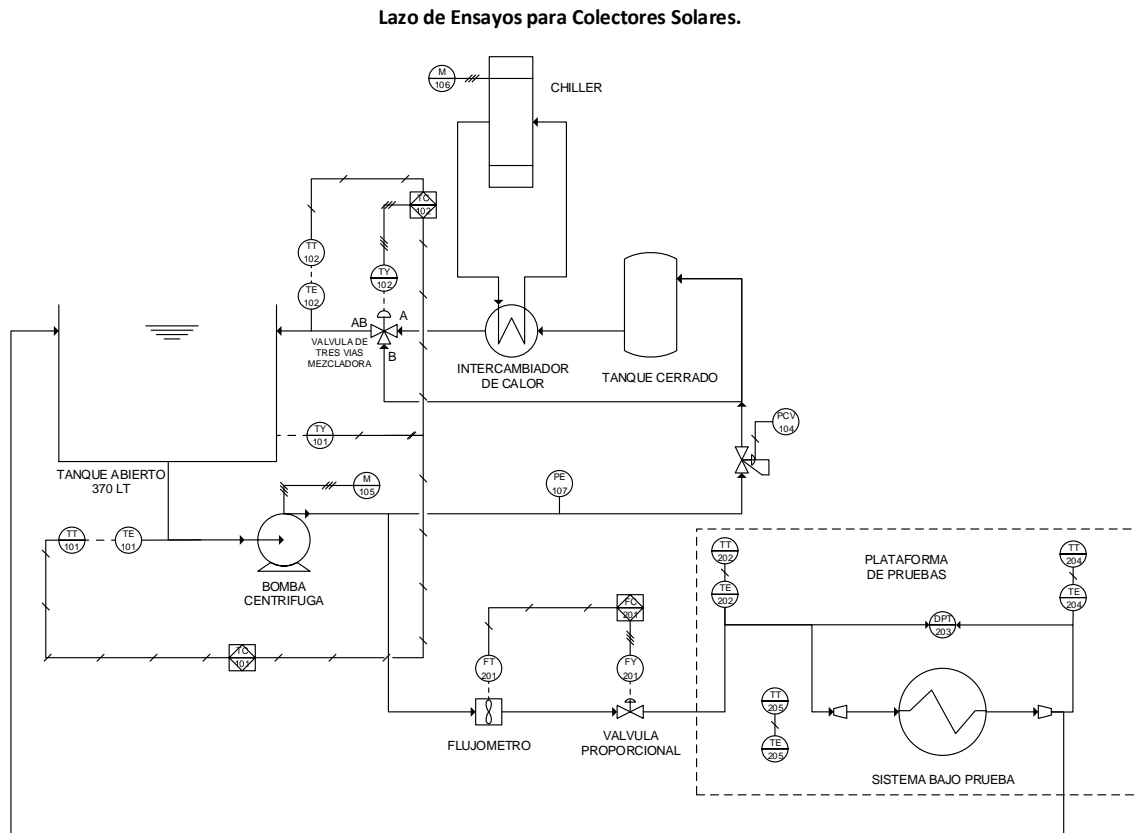 Lazo de Ensayos para Colectores Solares.
M
106
CHILLER
TC
102
TT
102
TY
102
TE
102
AB
A
B
VALVULA DE
TRES VIAS
MEZCLADORA
INTERCAMBIADOR
DE CALOR
TANQUE CERRADO
PCV
104
TY
101
TANQUE ABIERTO
370 LT
M
105
PE
107
TT
101
TE
101
BOMBA
CENTRIFUGA
TT
202
PLATAFORMA
DE PRUEBAS
TT
204
TE
202
TE
204
FC
201
DPT
203
TC
101
FT
201
FY
201
TT
205
TE
205
FLUJOMETRO
VALVULA
PROPORCIONAL
SISTEMA BAJO PRUEBA